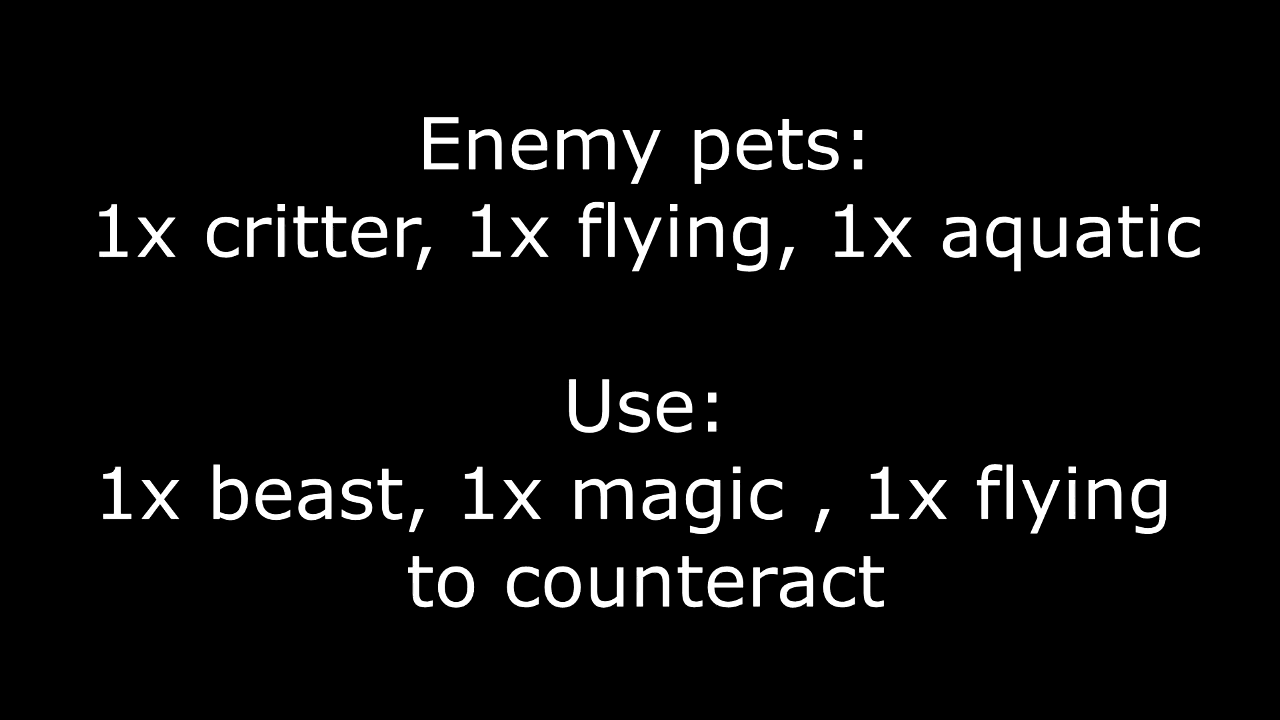 Enemy pets:
1x critter, 1x flying, 1x aquatic
Use:
1x beast, 1x magic , 1x flying
to counteract